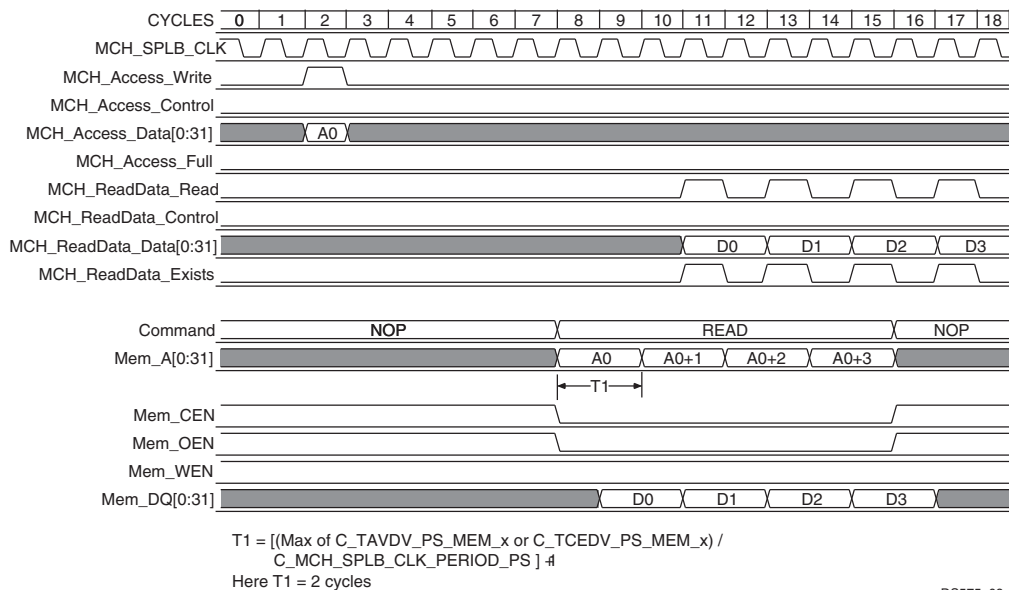 CYCLES 0 1 2 3 4 5 6 7 8 9 10 11 12 13 14 15 16 17 18
MCH_SPLB_CLK
MCH_Access_Write
MCH_Access_Control
MCH_Access_Data[0:31] A0
MCH_Access_Full
MCH_ReadData_Read
MCH_ReadData_Control
MCH_ReadData_Data[0:31] D0 D1 D2 D3
MCH_ReadData_Exists
Command NOP READ NOP
Mem_A[0:31] A0 A0+1 A0+2 A0+3
T1
Mem_CEN
Mem_OEN
Mem_WEN
Mem_DQ[0:31] D0 D1 D2 D3
T1 = [(Max of C_TAVDV_PS_MEM_x or C_TCEDV_PS_MEM_x) /
C_MCH_SPLB_CLK_PERIOD_PS ] +1
Here T1 = 2 cycles